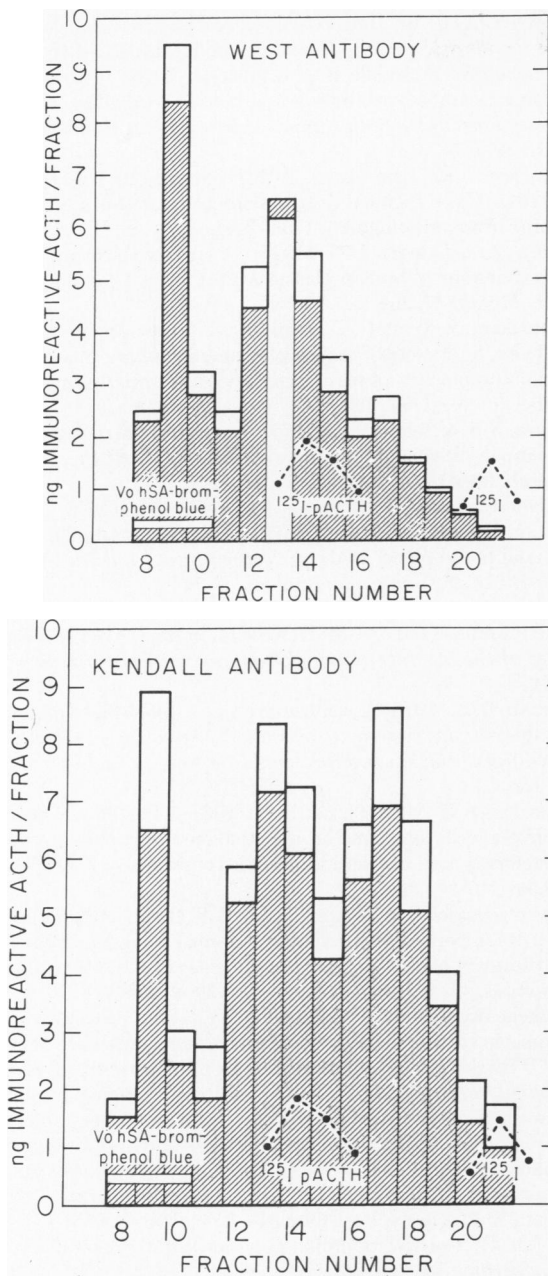 10
WEST ANTIBODY
9
8
7
6
5
4
3
2
1
0
ng IMMUNOREACTIVE ACTH/FRACTION
Vo hSA-brom-
phenol blue
125I-pACTH
125I
8 10 12 14 16 18 20
FRACTION NUMBER
10
KENDALL ANTIBODY
9
8
7
6
5
4
3
2
1
0
ng IMMUNOREACTIVE ACTH/FRACTION
Vo hSA-brom-
phenol blue
125I pACTH
125I
8 10 12 14 16 18 20
FRACTION NUMBER